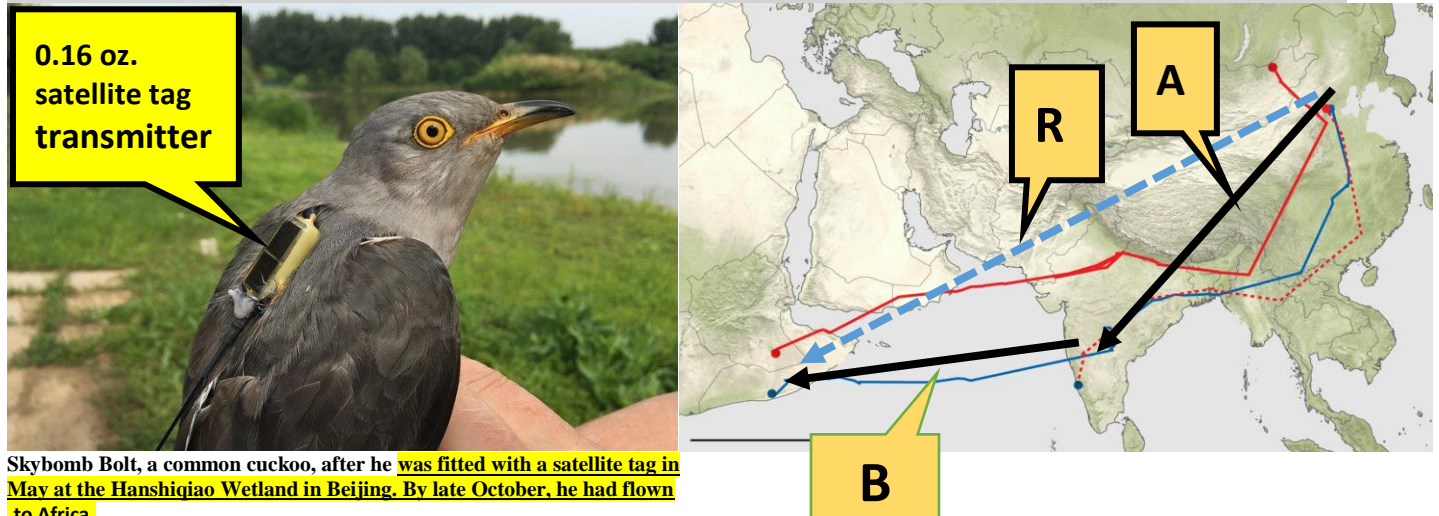 0.16 oz.
satellite tag
transmitter
R
A
B
Skybomb Bolt, a common cuckoo, after he was fitted with a satellite tag in
May at the Hanshiqiao Wetland in Beijing. By late October, he had flown
to Africa